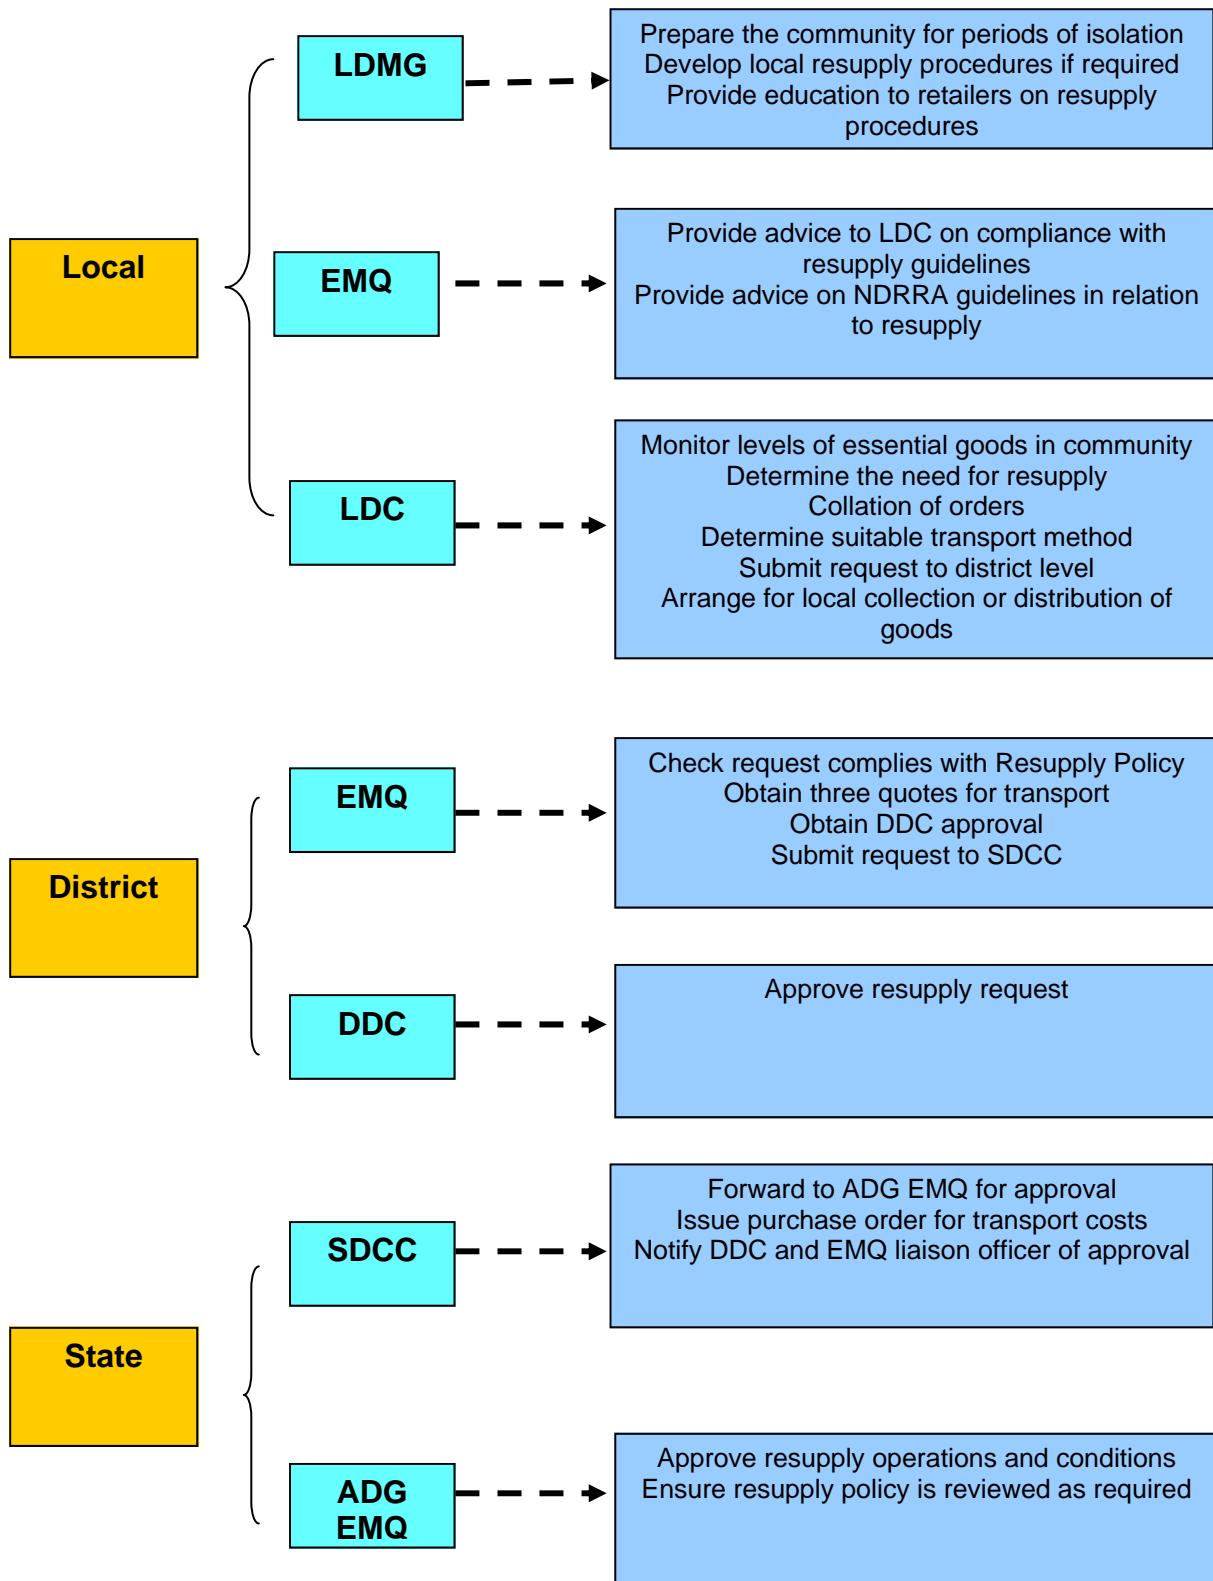 LDMG
Prepare the community for periods of isolation
Develop local resupply procedures if required
Provide education to retailers on resupply
procedures
Local
EMQ
Provide advice to LDC on compliance with
resupply guidelines
Provide advice on NDRRA guidelines in relation
to resupply
LDC
Monitor levels of essential goods in community
Determine the need for resupply
Collation of orders
Determine suitable transport method
Submit request to district level
Arrange for local collection or distribution of
goods
District
EMQ
Check request complies with Resupply Policy
Obtain three quotes for transport
Obtain DDC approval
Submit request to SDCC
DDC
Approve resupply request
State
SDCC
Forward to ADG EMQ for approval
Issue purchase order for transport costs
Notify DDC and EMQ liaison officer of approval
ADG
EMQ
Approve resupply operations and conditions
Ensure resupply policy is reviewed as required